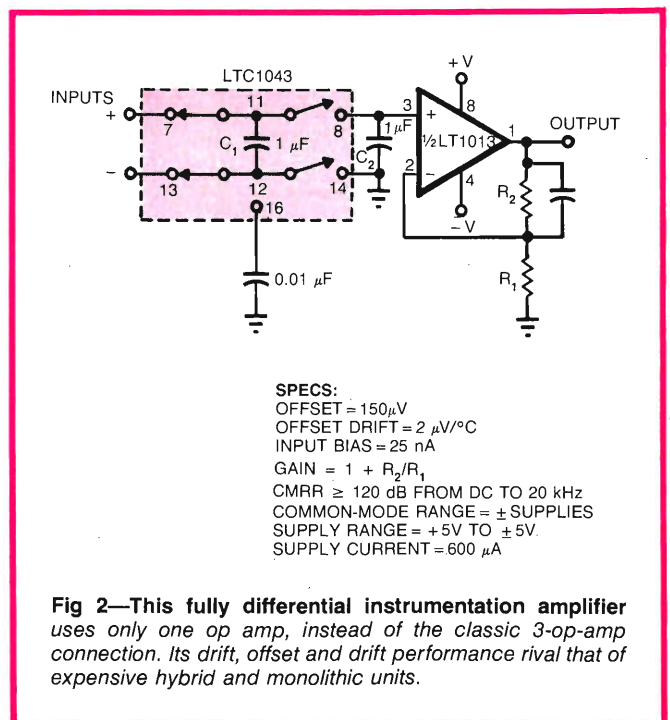 LTC1043
INPUTS
+
7
11
8
C₁
1 μF
1 μF
C₂
–
13
12
14
16
0.01 μF
+ V
8
3
+
½LT1013
1
OUTPUT
2
–
4
– V
R₂
R₁
SPECS:
OFFSET = 150μV
OFFSET DRIFT = 2 μV/°C
INPUT BIAS = 25 nA
GAIN = 1 + R₂/R₁
CMRR ≥ 120 dB FROM DC TO 20 kHz
COMMON-MODE RANGE = ± SUPPLIES
SUPPLY RANGE = +5V TO ±5V.
SUPPLY CURRENT = 600 μA
Fig 2—This fully differential instrumentation amplifier
uses only one op amp, instead of the classic 3-op-amp
connection. Its drift, offset and drift performance rival that of
expensive hybrid and monolithic units.